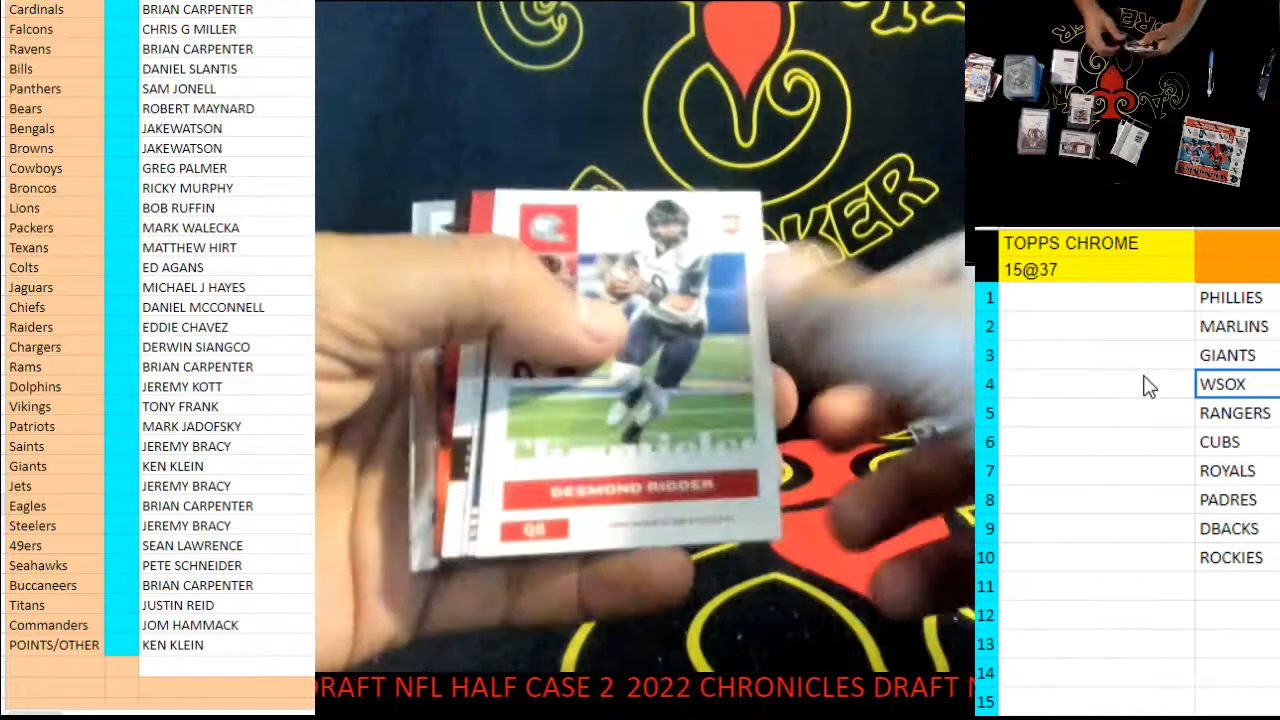 Cardinals BRIAN CARPENTER
Falcons CHRIS G MILLER
Ravens BRIAN CARPENTER
Bills DANIEL SLANTIS
Panthers SAM JONELL
Bears ROBERT MAYNARD
Bengals JAKEWATSON
Browns JAKEWATSON
Cowboys GREG PALMER
Broncos RICKY MURPHY
Lions BOB RUFFIN
Packers MARK WALECKA
Texans MATTHEW HIRT
Colts ED AGANS
Jaguars MICHAEL J HAYES
Chiefs DANIEL MCCONNELL
Raiders EDDIE CHAVEZ
Chargers DERWIN SIANGCO
Rams BRIAN CARPENTER
Dolphins JEREMY KOTT
Vikings TONY FRANK
Patriots MARK JADOFSKY
Saints JEREMY BRACY
Giants KEN KLEIN
Jets JEREMY BRACY
Eagles BRIAN CARPENTER
Steelers JEREMY BRACY
49ers SEAN LAWRENCE
Seahawks PETE SCHNEIDER
Buccaneers BRIAN CARPENTER
Titans JUSTIN REID
Commanders JOM HAMMACK
POINTS/OTHER KEN KLEIN
KER
Chronicles
DESMOND RIDDER
QB
DRAFT NFL HALF CASE 2 2022 CHRONICLES DRAFT N
TOPPS CHROME
15@37
1 PHILLIES
2 MARLINS
3 GIANTS
4 WSOX
5 RANGERS
6 CUBS
7 ROYALS
8 PADRES
9 DBACKS
10 ROCKIES
11
12
13
14
15